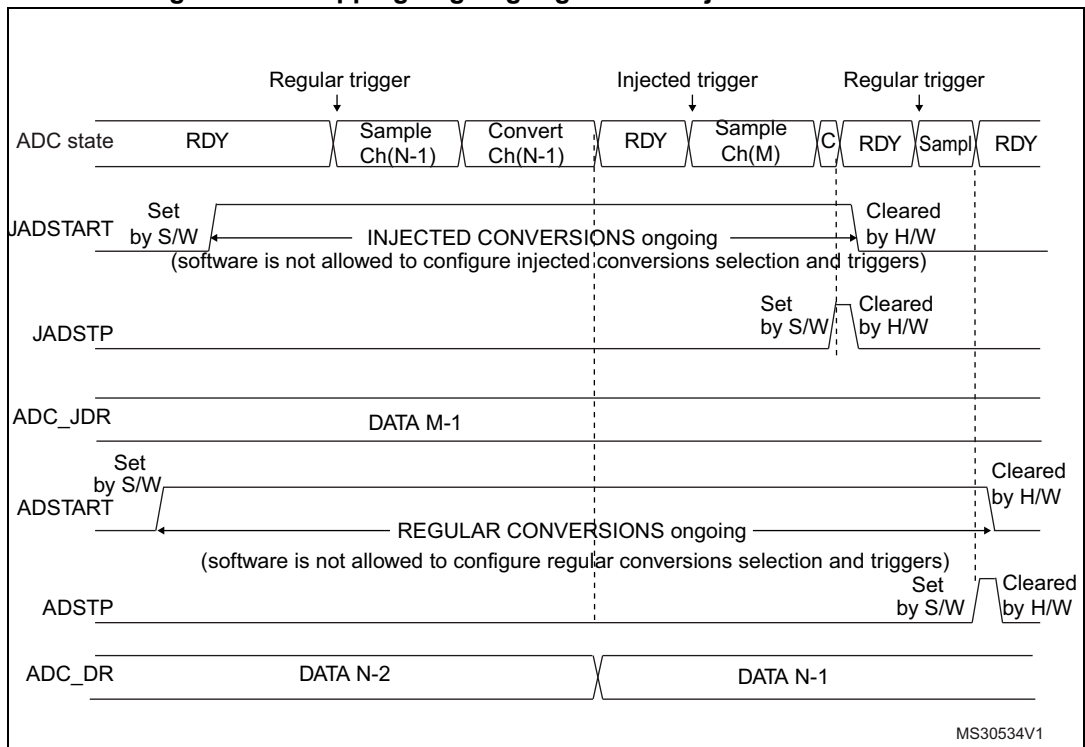 Regular trigger Injected trigger Regular trigger
ADC state RDY Sample Ch(N-1) Convert Ch(N-1) RDY Sample Ch(M) C RDY Sampl RDY
JADSTART
Set
by S/W
INJECTED CONVERSIONS ongoing
Cleared
by H/W
(software is not allowed to configure injected conversions selection and triggers)
JADSTP
Set
by S/W
Cleared
by H/W
ADC_JDR DATA M-1
ADSTART
Set
by S/W
REGULAR CONVERSIONS ongoing
Cleared
by H/W
(software is not allowed to configure regular conversions selection and triggers)
ADSTP
Set
by S/W
Cleared
by H/W
ADC_DR DATA N-2 DATA N-1
MS30534V1